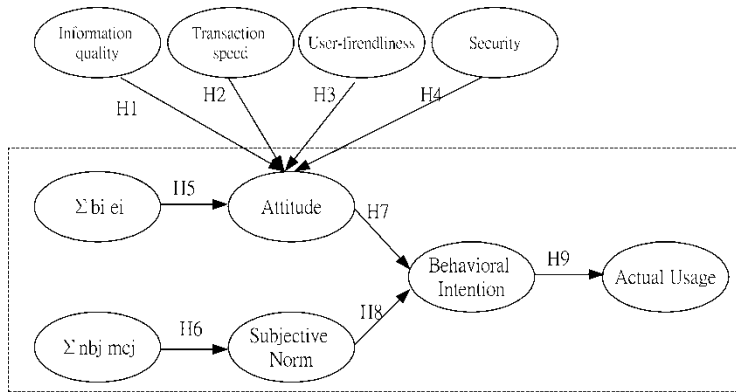 Information
quality
Transaction
speed
User-firendliness
Security
H1
H2
H3
H4
Σ bi ei
H5
Attitude
H7
Behavioral
Intention
H9
Actual Usage
Σ nbj mcj
H6
Subjective
Norm
H8